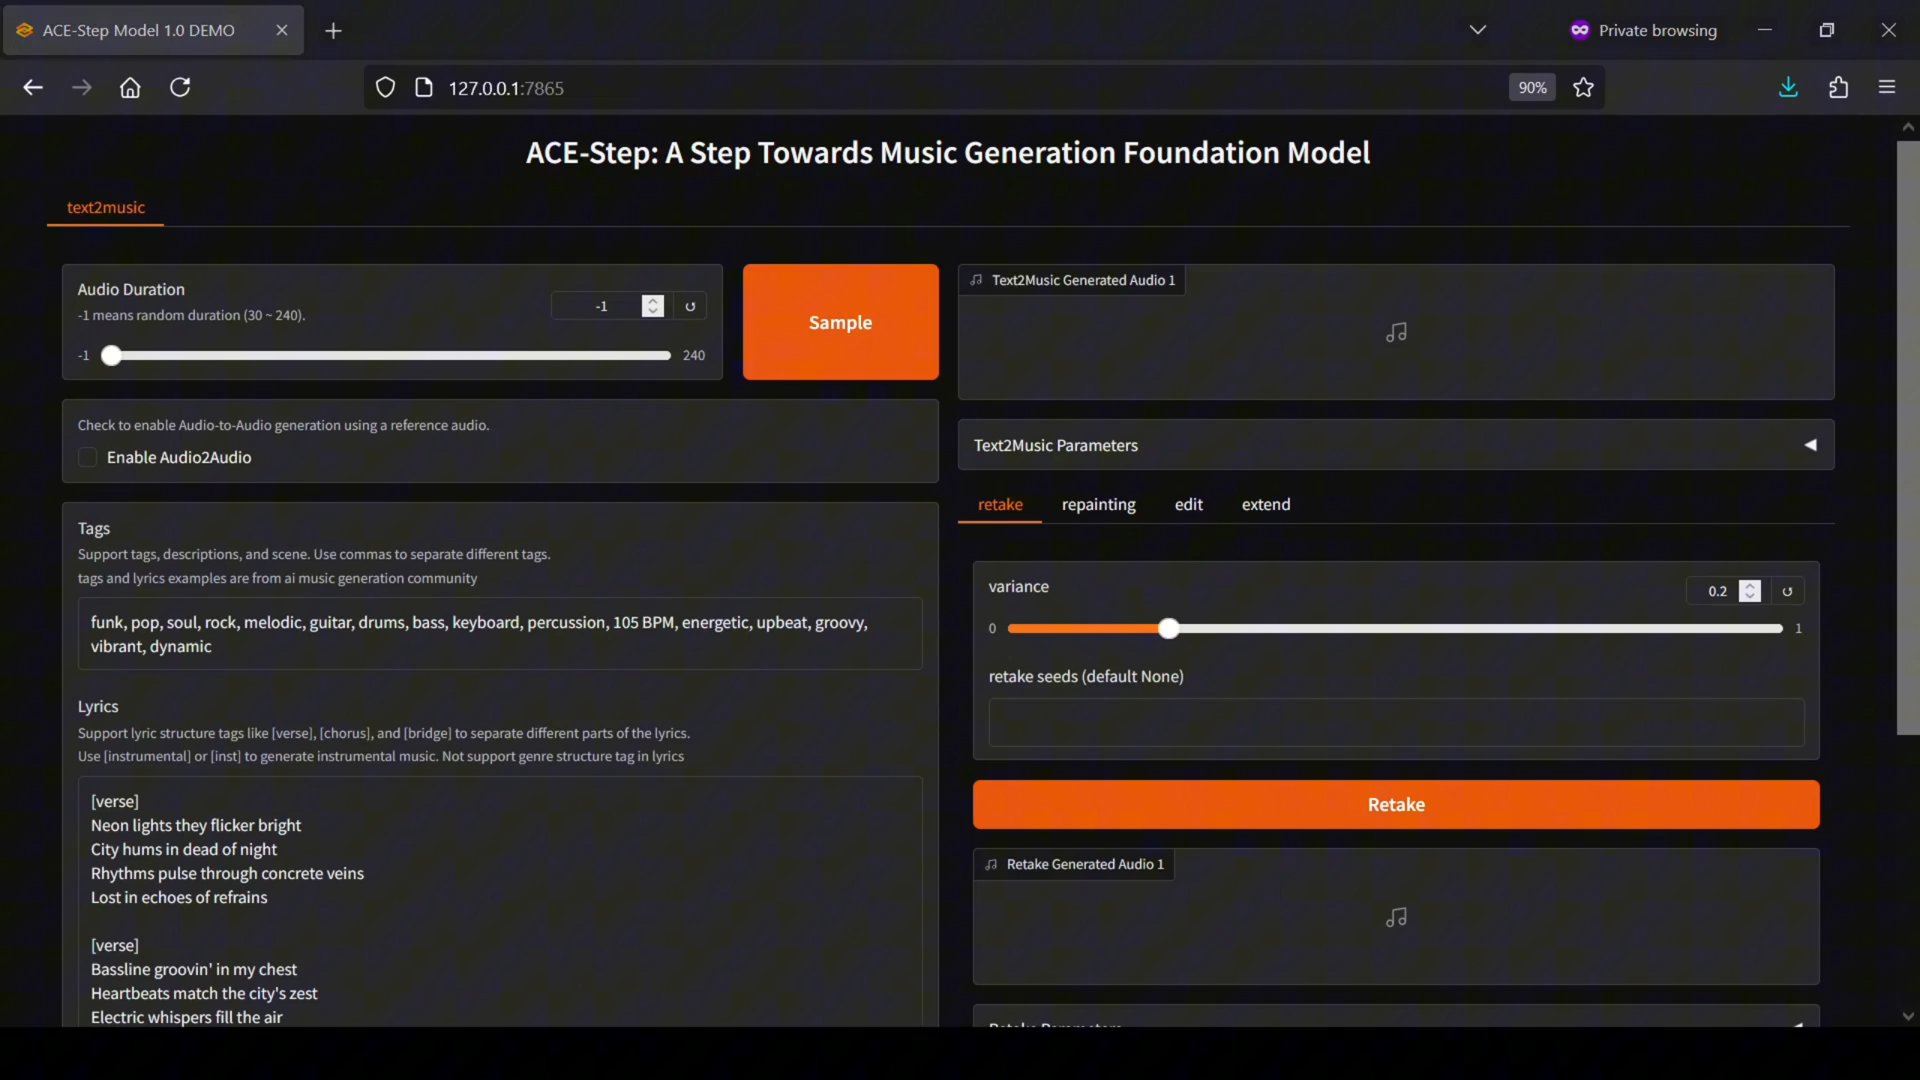 ACE-Step Model 1.0 DEMO
Private browsing
127.0.0.1:7865
90%
ACE-Step: A Step Towards Music Generation Foundation Model
text2music
Audio Duration
-1 means random duration (30 ~ 240).
-1
-1
240
Sample
Check to enable Audio-to-Audio generation using a reference audio.
Enable Audio2Audio
Tags
Support tags, descriptions, and scene. Use commas to separate different tags.
tags and lyrics examples are from ai music generation community
funk, pop, soul, rock, melodic, guitar, drums, bass, keyboard, percussion, 105 BPM, energetic, upbeat, groovy,
vibrant, dynamic
Lyrics
Support lyric structure tags like [verse], [chorus], and [bridge] to separate different parts of the lyrics.
Use [instrumental] or [inst] to generate instrumental music. Not support genre structure tag in lyrics
[verse]
Neon lights they flicker bright
City hums in dead of night
Rhythms pulse through concrete veins
Lost in echoes of refrains
[verse]
Bassline groovin' in my chest
Heartbeats match the city's zest
Electric whispers fill the air
Text2Music Generated Audio 1
Text2Music Parameters
retake
repainting
edit
extend
variance
0.2
0
1
retake seeds (default None)
Retake
Retake Generated Audio 1
Retake Parameters